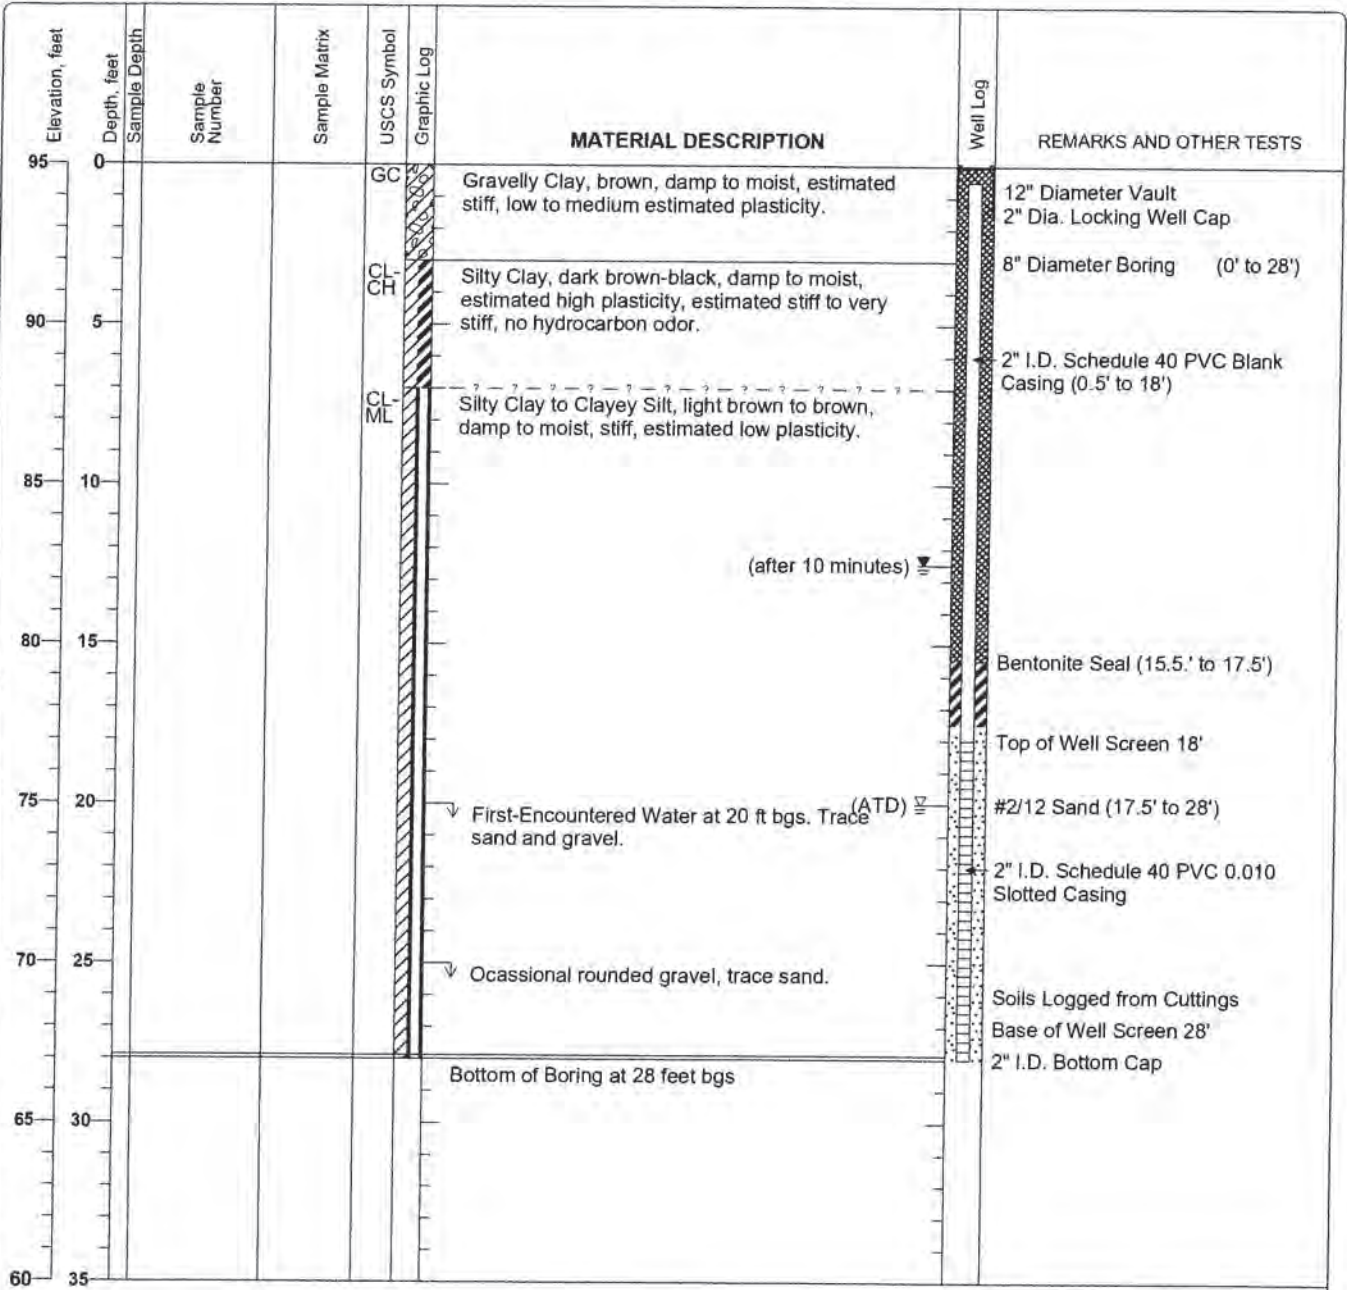 Elevation, feet
Depth, feet
Sample Depth
Sample
Number
Sample Matrix
USCS Symbol
Graphic Log
MATERIAL DESCRIPTION
Well Log
REMARKS AND OTHER TESTS
95 0
GC
Gravelly Clay, brown, damp to moist, estimated
stiff, low to medium estimated plasticity.
12" Diameter Vault
2" Dia. Locking Well Cap
8" Diameter Boring (0' to 28')
CL-
CH
Silty Clay, dark brown-black, damp to moist,
estimated high plasticity, estimated stiff to very
stiff, no hydrocarbon odor.
90 5
2" I.D. Schedule 40 PVC Blank
Casing (0.5' to 18')
? ? ? ? ? ? ? ? ? ? ? ?
CL-
ML
Silty Clay to Clayey Silt, light brown to brown,
damp to moist, stiff, estimated low plasticity.
85 10
(after 10 minutes)
80 15
Bentonite Seal (15.5.' to 17.5')
Top of Well Screen 18'
75 20
First-Encountered Water at 20 ft bgs. Trace
sand and gravel.
(ATD)
#2/12 Sand (17.5' to 28')
2" I.D. Schedule 40 PVC 0.010
Slotted Casing
70 25
Ocassional rounded gravel, trace sand.
Soils Logged from Cuttings
Base of Well Screen 28'
2" I.D. Bottom Cap
Bottom of Boring at 28 feet bgs
65 30
60 35